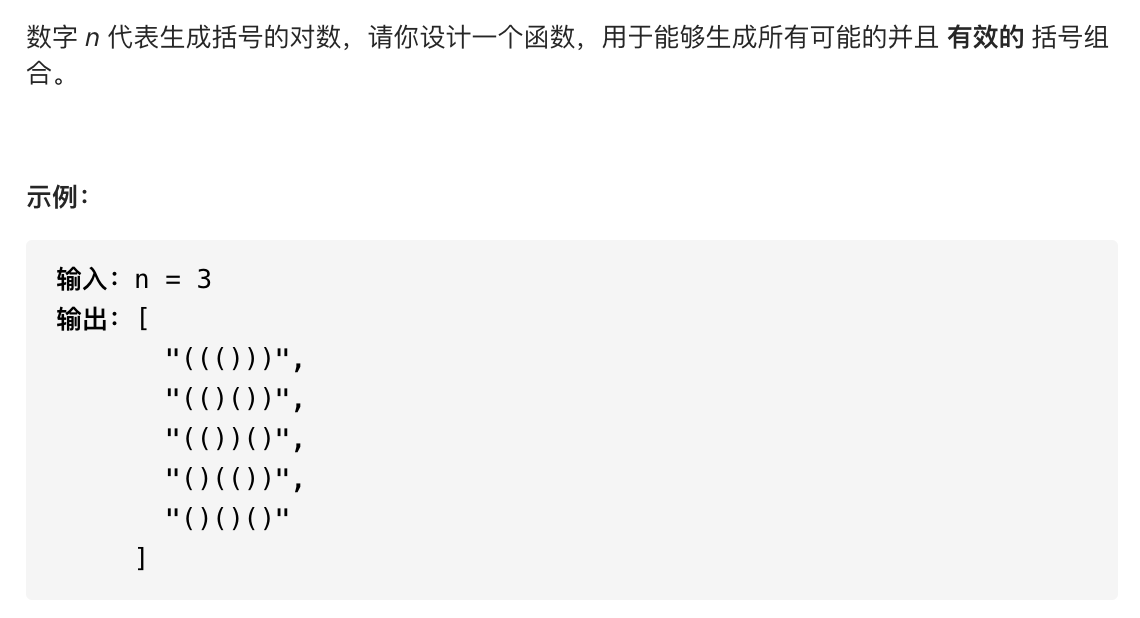 数字 n 代表生成括号的对数，请你设计一个函数，用于能够生成所有可能的并且 有效的 括号组
合。
示例：
输入：n = 3
输出：[
"((()))",
"(()())",
"(())()",
"()(())",
"()()()"
]